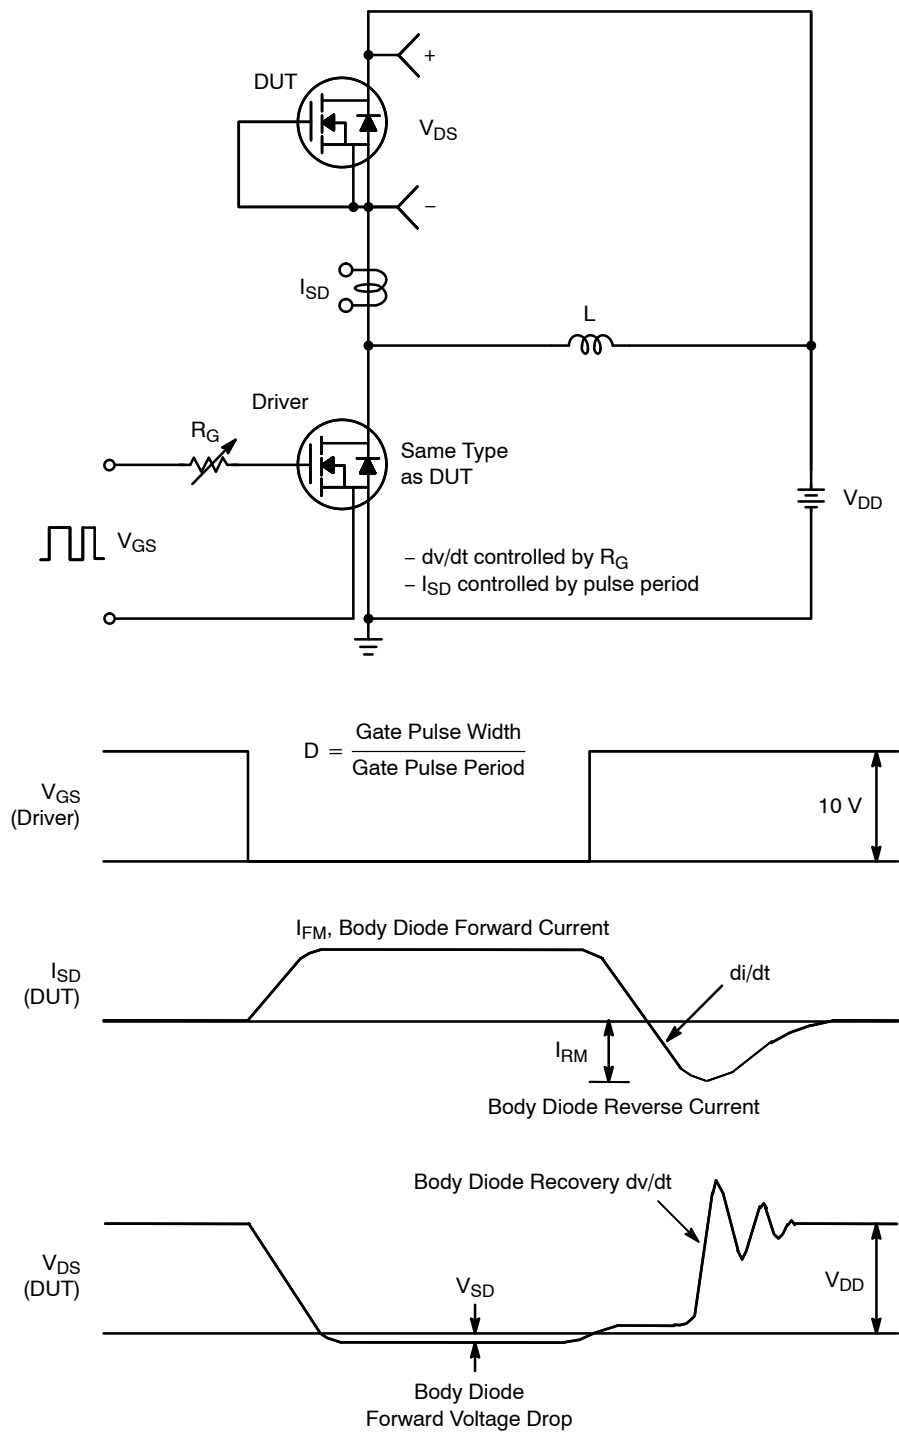 +
DUT
V_DS
−
I_SD
L
Driver
R_G
Same Type
as DUT
V_DD
V_GS
− dv/dt controlled by R_G
− I_SD controlled by pulse period
D = Gate Pulse Width
Gate Pulse Period
V_GS
(Driver)
10 V
I_FM, Body Diode Forward Current
I_SD
(DUT)
di/dt
I_RM
Body Diode Reverse Current
Body Diode Recovery dv/dt
V_DS
(DUT)
V_SD
V_DD
Body Diode
Forward Voltage Drop